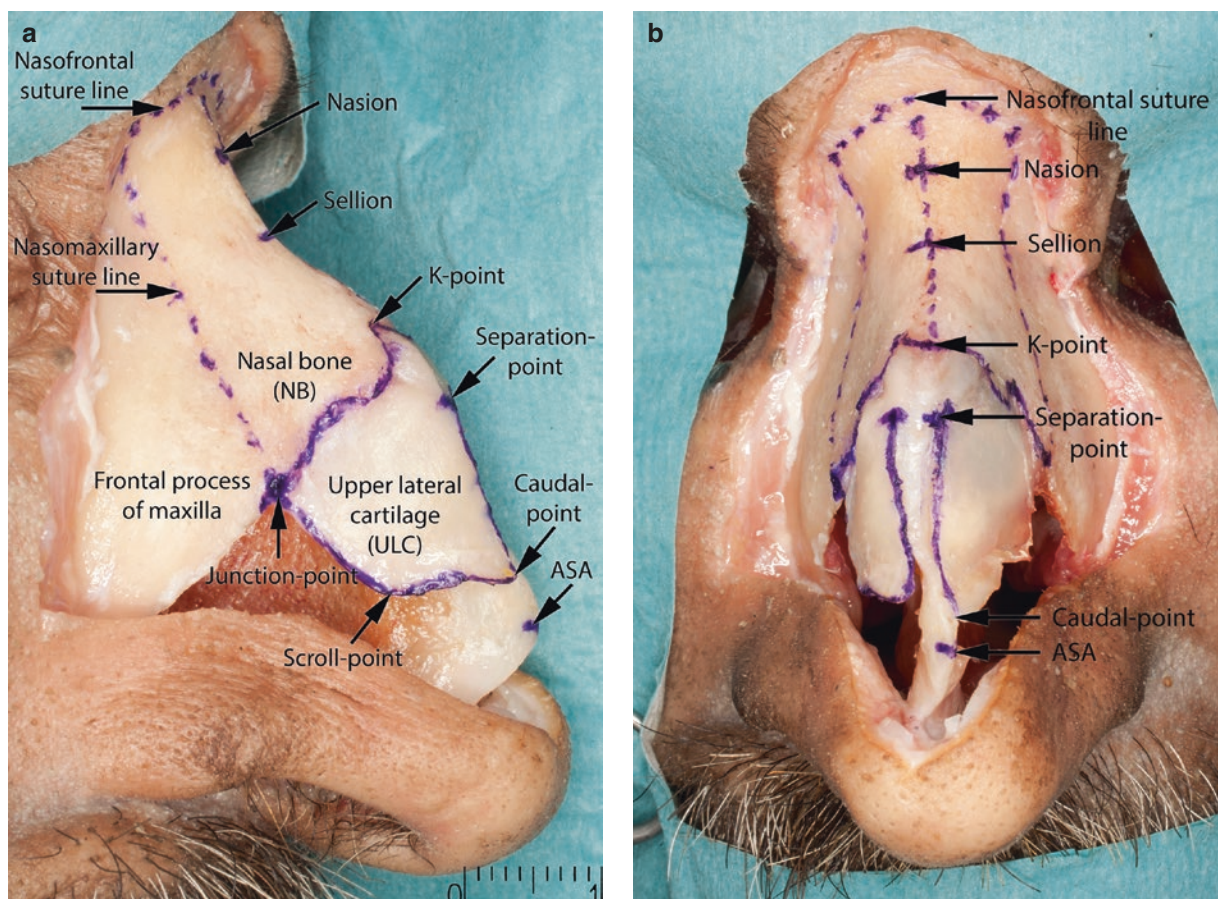 a
Nasofrontal
suture line
Nasion
Sellion
Nasomaxillary
suture line
K-point
Separation-
point
Nasal bone
(NB)
Frontal process
of maxilla
Upper lateral
cartilage
(ULC)
Caudal-
point
ASA
Junction-point
Scroll-point
0
1
b
Nasofrontal suture
line
Nasion
Sellion
K-point
Separation-
point
Caudal-point
ASA